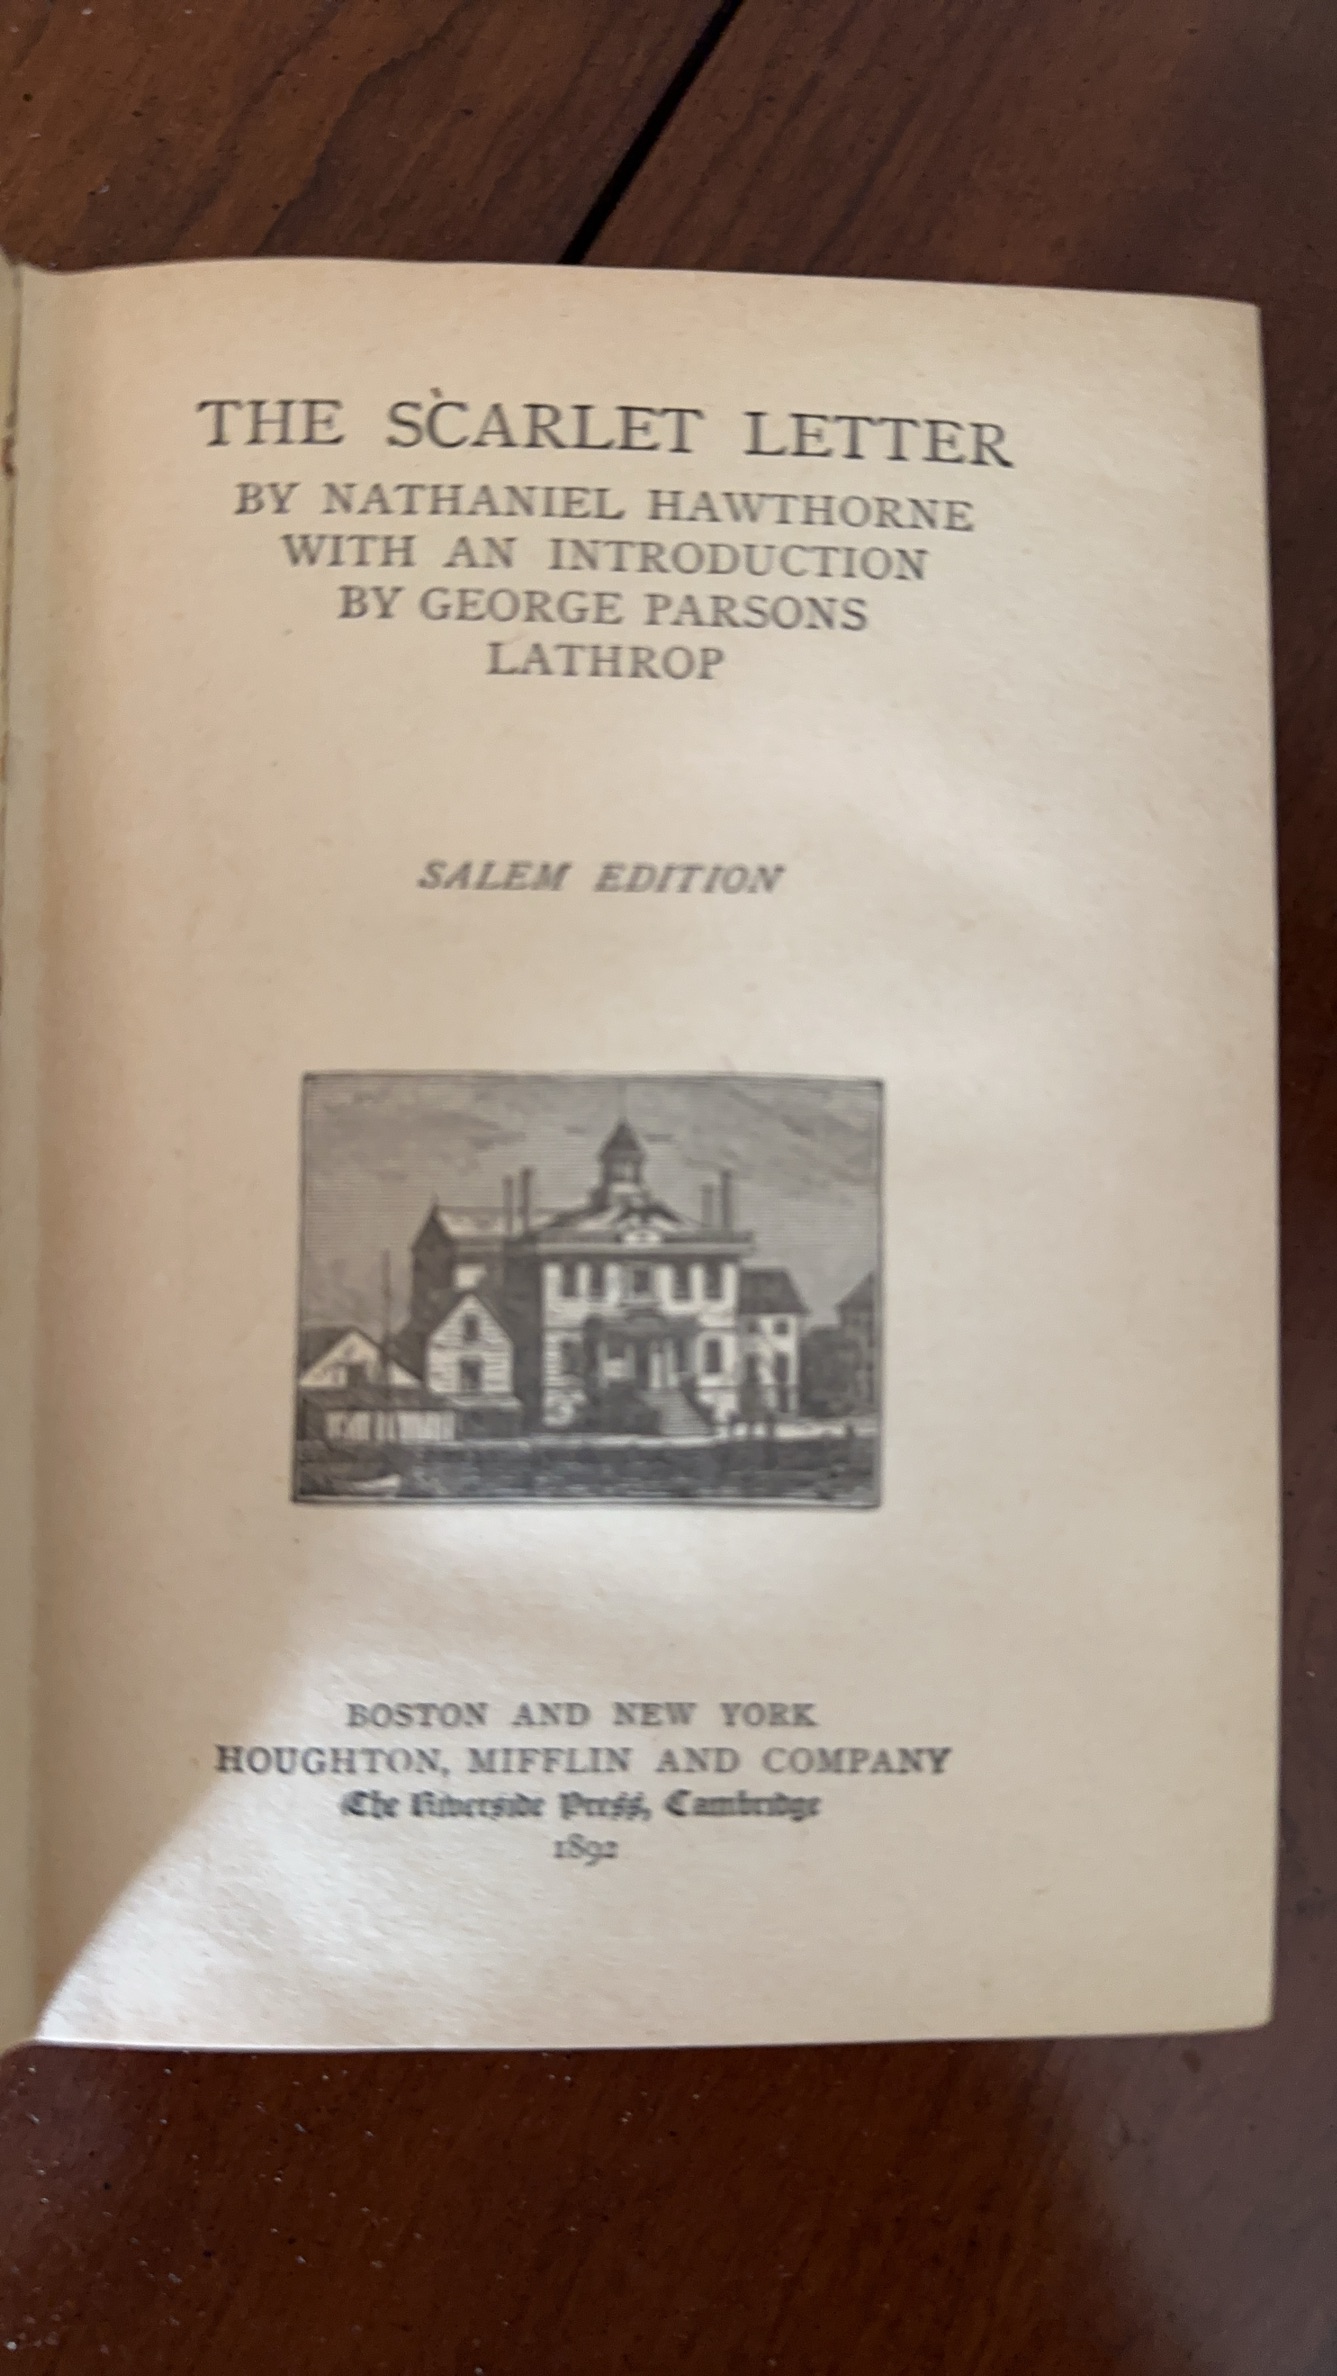 THE SCARLET LETTER
BY NATHANIEL HAWTHORNE
WITH AN INTRODUCTION
BY GEORGE PARSONS
LATHROP
SALEM EDITION
BOSTON AND NEW YORK
HOUGHTON, MIFFLIN AND COMPANY
The Riverside Press, Cambridge
1892